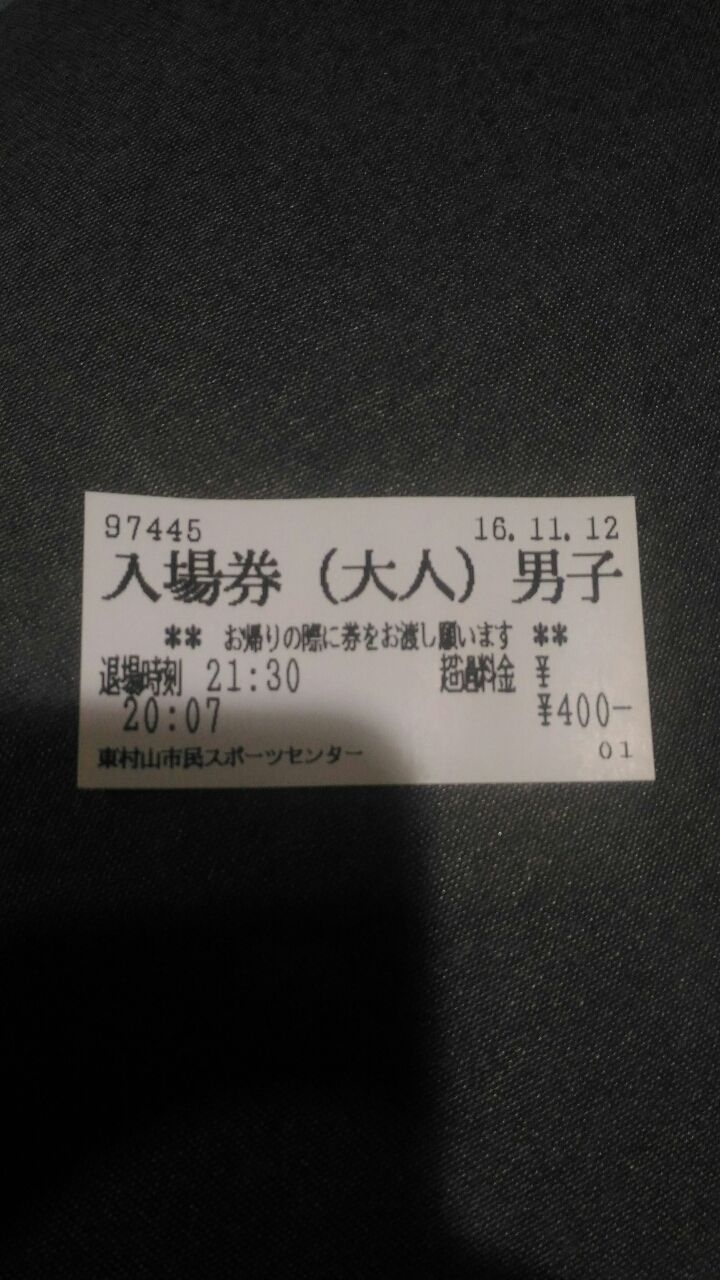 97445 16.11.12
入場券（大人）男子
** お帰りの際に券をお渡し願います **
退場時刻 21:30 超過料金 ¥
20:07 ¥400-
東村山市民スポーツセンター 01